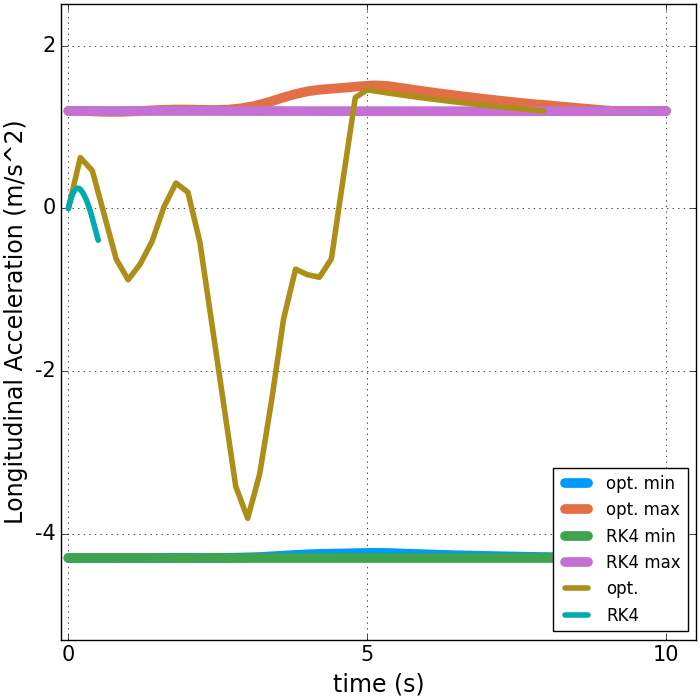 Longitudinal Acceleration (m/s^2)
2
0
-2
-4
0
5
10
time (s)
opt. min
opt. max
RK4 min
RK4 max
opt.
RK4